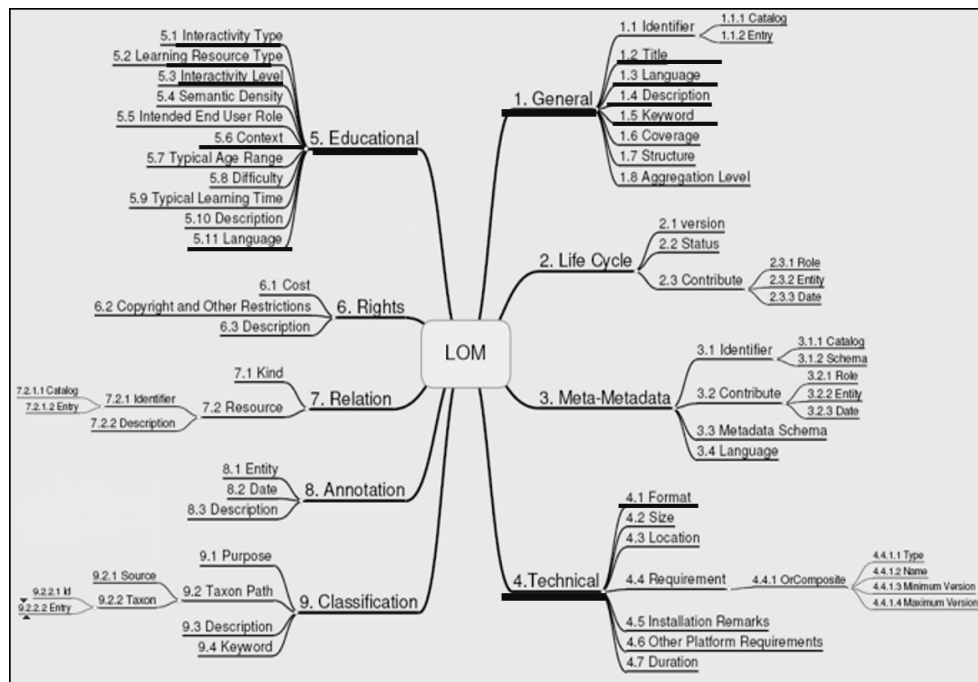 LOM
1. General
1.1 Identifier
1.1.1 Catalog
1.1.2 Entry
1.2 Title
1.3 Language
1.4 Description
1.5 Keyword
1.6 Coverage
1.7 Structure
1.8 Aggregation Level
2. Life Cycle
2.1 version
2.2 Status
2.3 Contribute
2.3.1 Role
2.3.2 Entity
2.3.3 Date
3. Meta-Metadata
3.1 Identifier
3.1.1 Catalog
3.1.2 Schema
3.2 Contribute
3.2.1 Role
3.2.2 Entity
3.2.3 Date
3.3 Metadata Schema
3.4 Language
4.Technical
4.1 Format
4.2 Size
4.3 Location
4.4 Requirement
4.4.1 OrComposite
4.4.1.1 Type
4.4.1.2 Name
4.4.1.3 Minimum Version
4.4.1.4 Maximum Version
4.5 Installation Remarks
4.6 Other Platform Requirements
4.7 Duration
5. Educational
5.1 Interactivity Type
5.2 Learning Resource Type
5.3 Interactivity Level
5.4 Semantic Density
5.5 Intended End User Role
5.6 Context
5.7 Typical Age Range
5.8 Difficulty
5.9 Typical Learning Time
5.10 Description
5.11 Language
6. Rights
6.1 Cost
6.2 Copyright and Other Restrictions
6.3 Description
7. Relation
7.1 Kind
7.2 Resource
7.2.1 Identifier
7.2.1.1 Catalog
7.2.1.2 Entry
7.2.2 Description
8. Annotation
8.1 Entity
8.2 Date
8.3 Description
9. Classification
9.1 Purpose
9.2 Taxon Path
9.2.1 Source
9.2.2 Taxon
9.2.2.1 Id
9.2.2.2 Entry
9.3 Description
9.4 Keyword